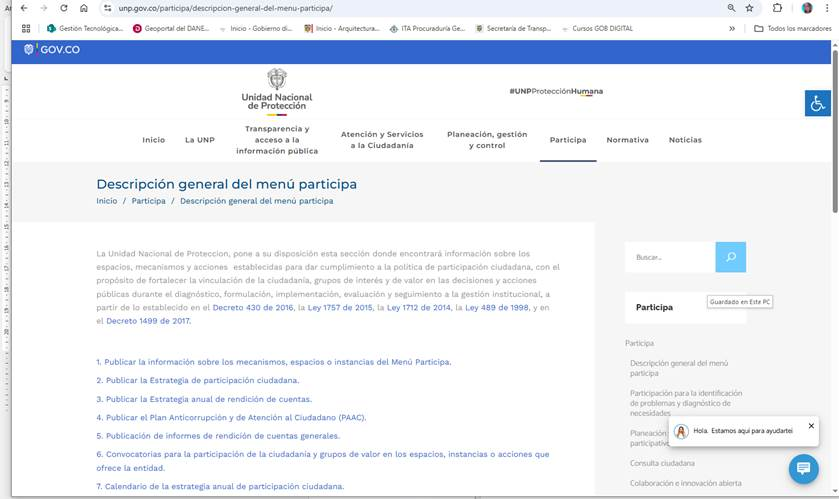 unp.gov.co/participa/descripcion-general-del-menu-participa/
Gestión Tecnológica...
Geoportal del DANE...
Inicio - Gobierno di...
Inicio - Arquitectura...
ITA Procuraduría Ge...
Secretaría de Transp...
Cursos GOB DIGITAL
Todos los marcadores
GOV.CO
Unidad Nacional
de Protección
#UNPProtecciónHumana
Inicio
La UNP
Transparencia y
acceso a la
información pública
Atención y Servicios
a la Ciudadanía
Planeación, gestión
y control
Participa
Normativa
Noticias
Descripción general del menú participa
Inicio / Participa / Descripción general del menú participa
La Unidad Nacional de Proteccion, pone a su disposición esta sección donde encontrará información sobre los
espacios, mecanismos y acciones establecidas para dar cumplimiento a la política de participación ciudadana, con el
propósito de fortalecer la vinculación de la ciudadanía, grupos de interés y de valor en las decisiones y acciones
públicas durante el diagnóstico, formulación, implementación, evaluación y seguimiento a la gestión institucional, a
partir de lo establecido en el Decreto 430 de 2016, la Ley 1757 de 2015, la Ley 1712 de 2014, la Ley 489 de 1998, y en
el Decreto 1499 de 2017.
1. Publicar la información sobre los mecanismos, espacios o instancias del Menú Participa.
2. Publicar la Estrategia de participación ciudadana.
3. Publicar la Estrategia anual de rendición de cuentas.
4. Publicar el Plan Anticorrupción y de Atención al Ciudadano (PAAC).
5. Publicación de informes de rendición de cuentas generales.
6. Convocatorias para la participación de la ciudadanía y grupos de valor en los espacios, instancias o acciones que
ofrece la entidad.
7. Calendario de la estrategia anual de participación ciudadana.
Buscar...
Participa
Guardado en Este PC
Participa
Descripción general del menú
participa
Participación para la identificación
de problemas y diagnóstico de
necesidades
Planeación
participativ
Hola. Estamos aquí para ayudarte
Consulta ciudadana
Colaboración e innovación abierta